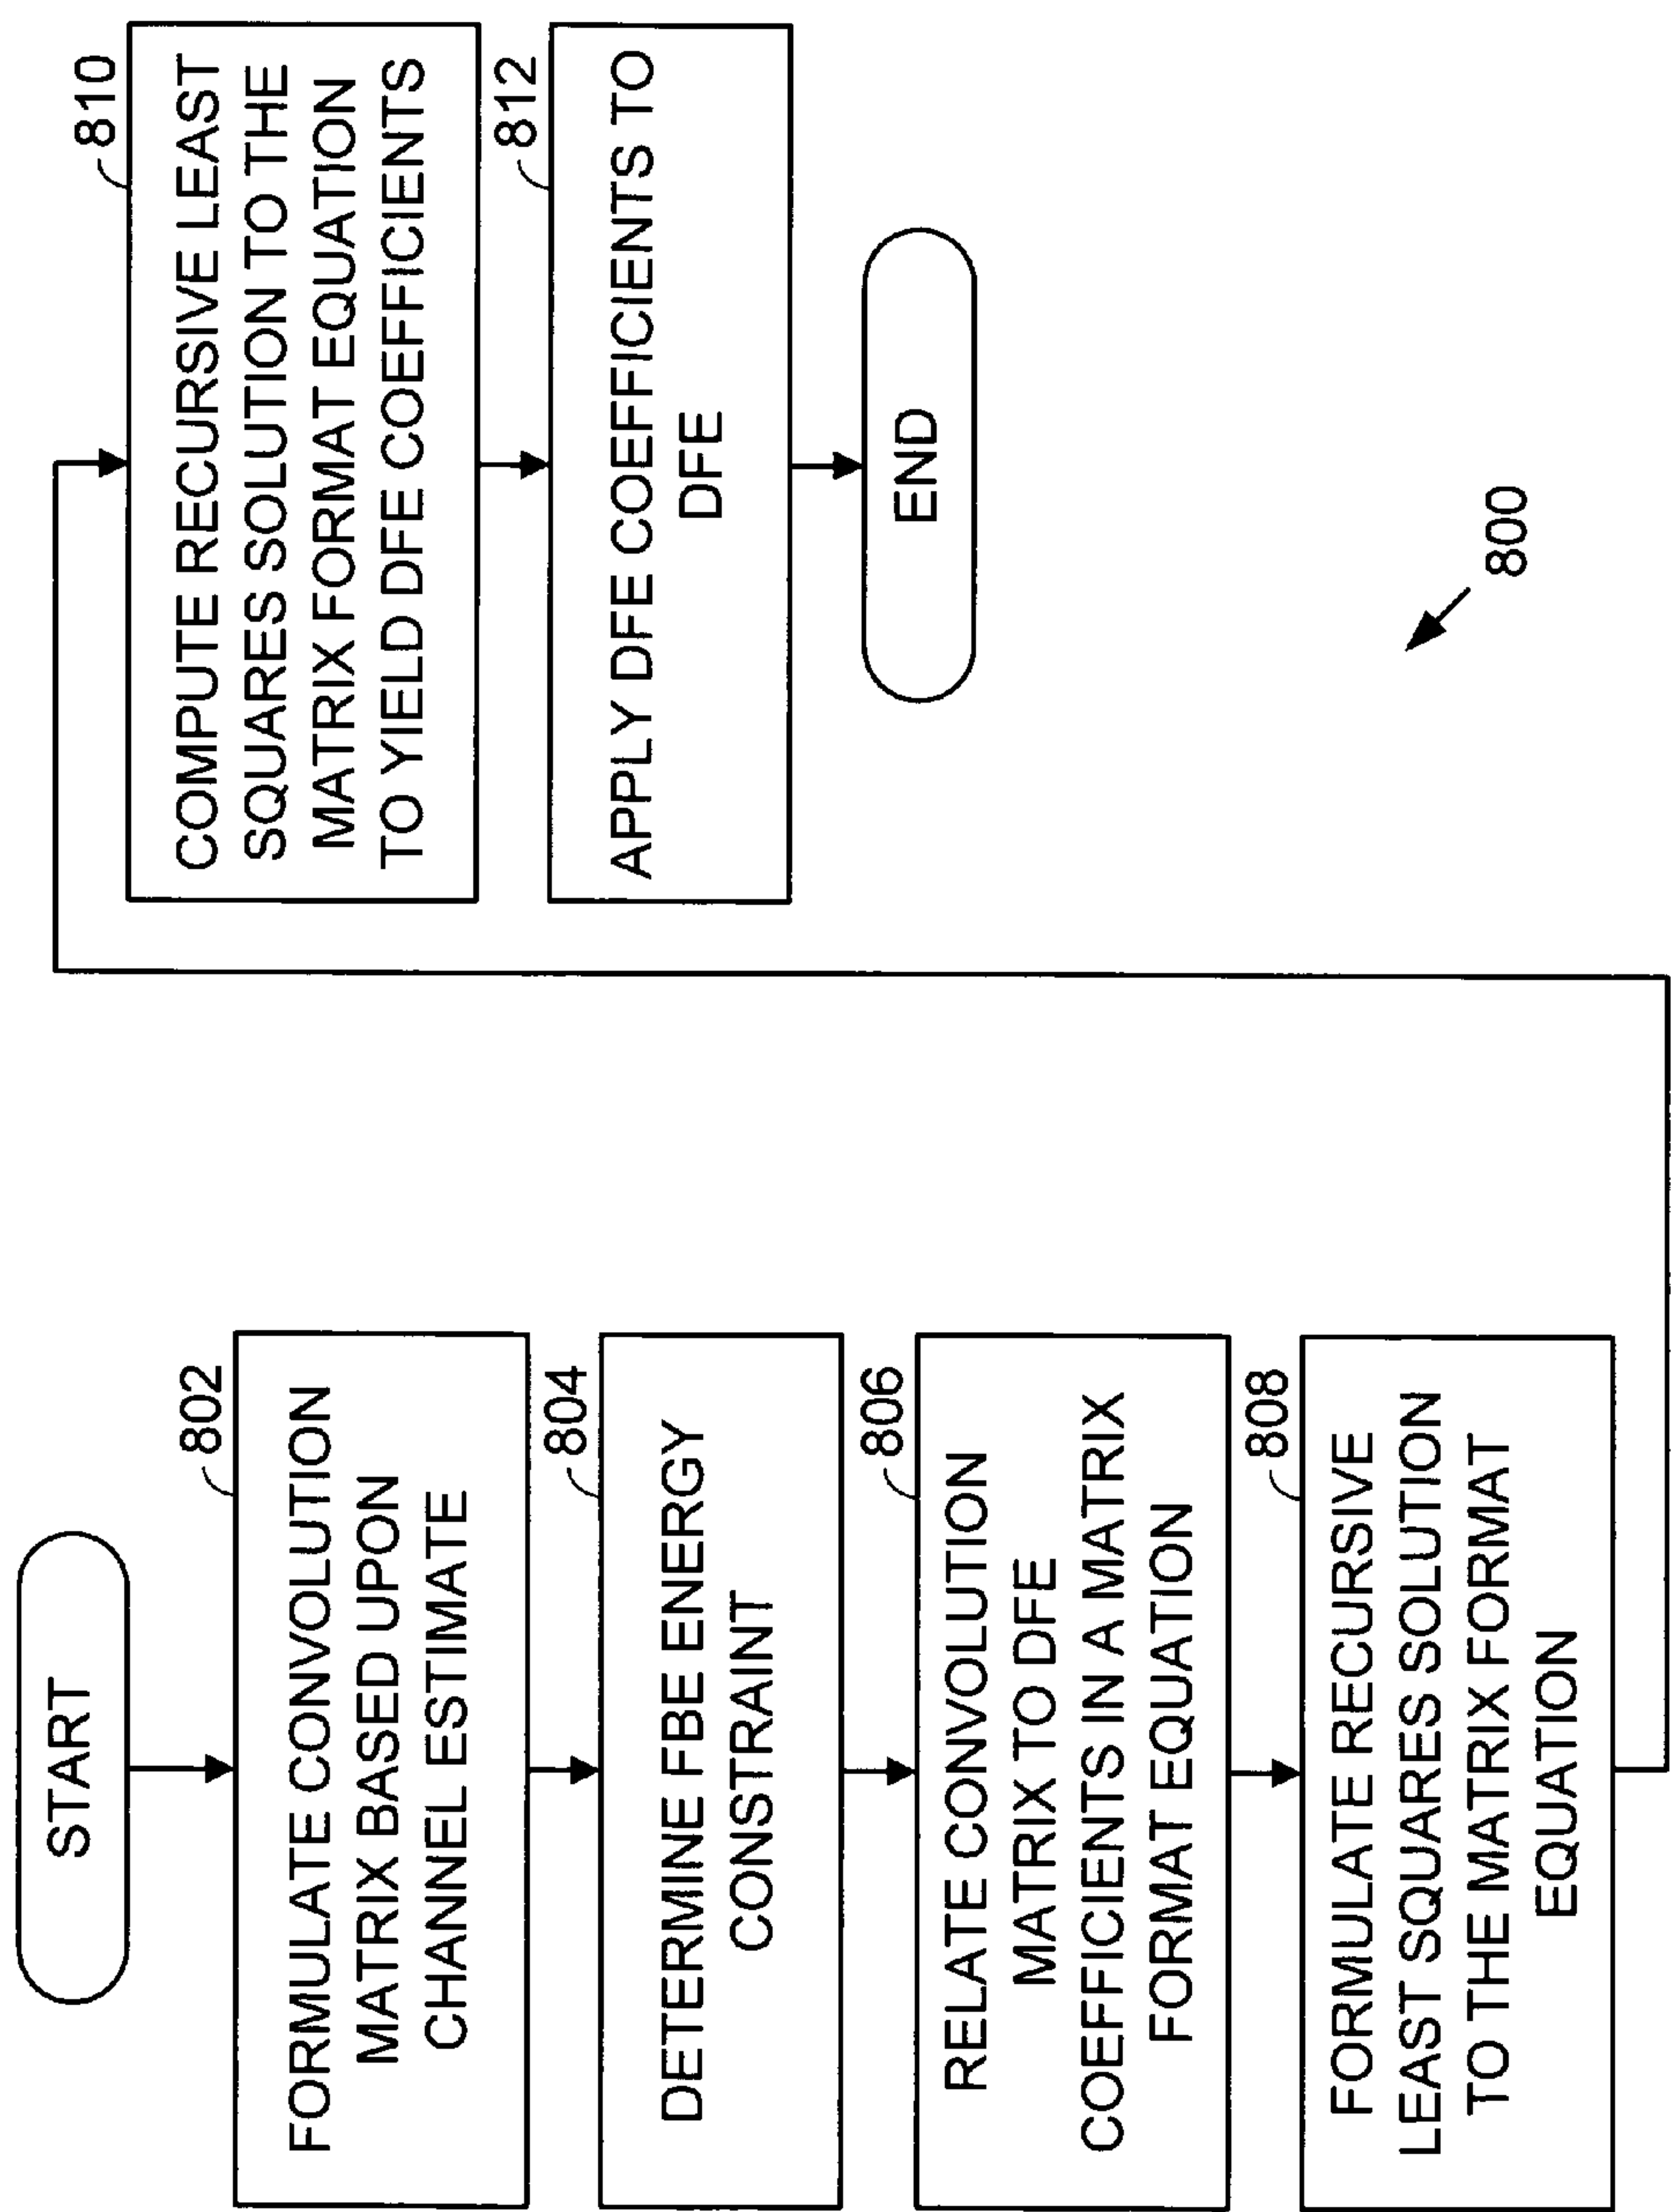 START
802
FORMULATE CONVOLUTION
MATRIX BASED UPON
CHANNEL ESTIMATE
804
DETERMINE FBE ENERGY
CONSTRAINT
806
RELATE CONVOLUTION
MATRIX TO DFE
COEFFICIENTS IN A MATRIX
FORMAT EQUATION
808
FORMULATE RECURSIVE
LEAST SQUARES SOLUTION
TO THE MATRIX FORMAT
EQUATION
810
COMPUTE RECURSIVE LEAST
SQUARES SOLUTION TO THE
MATRIX FORMAT EQUATION
TO YIELD DFE COEFFICIENTS
812
APPLY DFE COEFFICIENTS TO
DFE
END
800